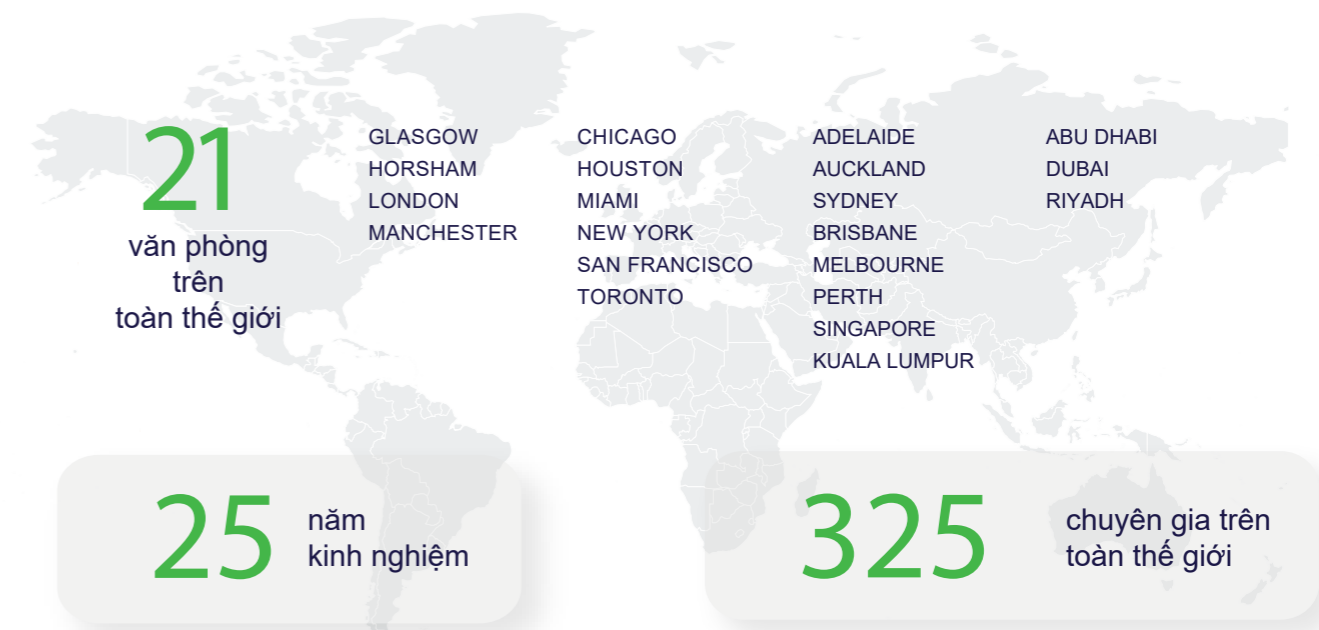 21
văn phòng
trên
toàn thế giới
GLASGOW
HORSHAM
LONDON
MANCHESTER
CHICAGO
HOUSTON
MIAMI
NEW YORK
SAN FRANCISCO
TORONTO
ADELAIDE
AUCKLAND
SYDNEY
BRISBANE
MELBOURNE
PERTH
SINGAPORE
KUALA LUMPUR
ABU DHABI
DUBAI
RIYADH
25
năm
kinh nghiệm
325
chuyên gia trên
toàn thế giới